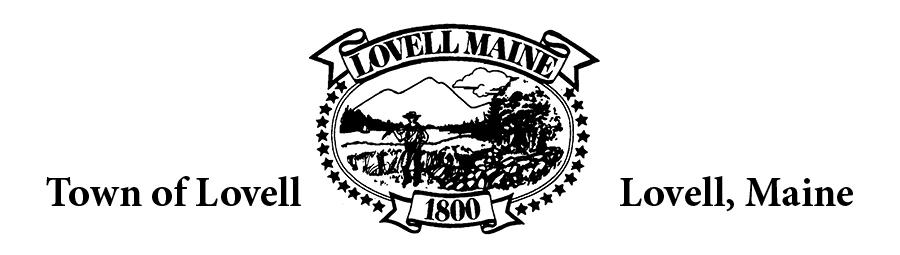 LOVELL MAINE
Town of Lovell
Lovell, Maine
1800